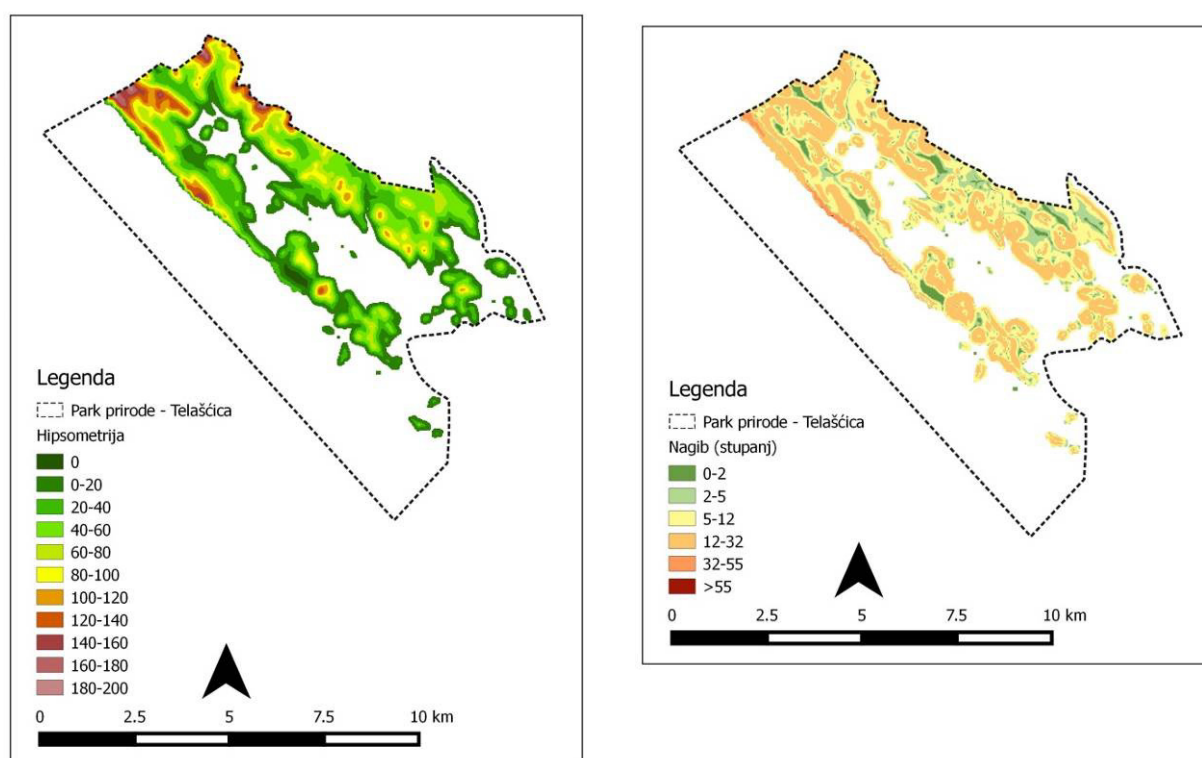 Legenda
Park prirode - Telašćica
Hipsometrija
0
0-20
20-40
40-60
60-80
80-100
100-120
120-140
140-160
160-180
180-200
0 2.5 5 7.5 10 km
Legenda
Park prirode - Telašćica
Nagib (stupanj)
0-2
2-5
5-12
12-32
32-55
>55
0 2.5 5 7.5 10 km